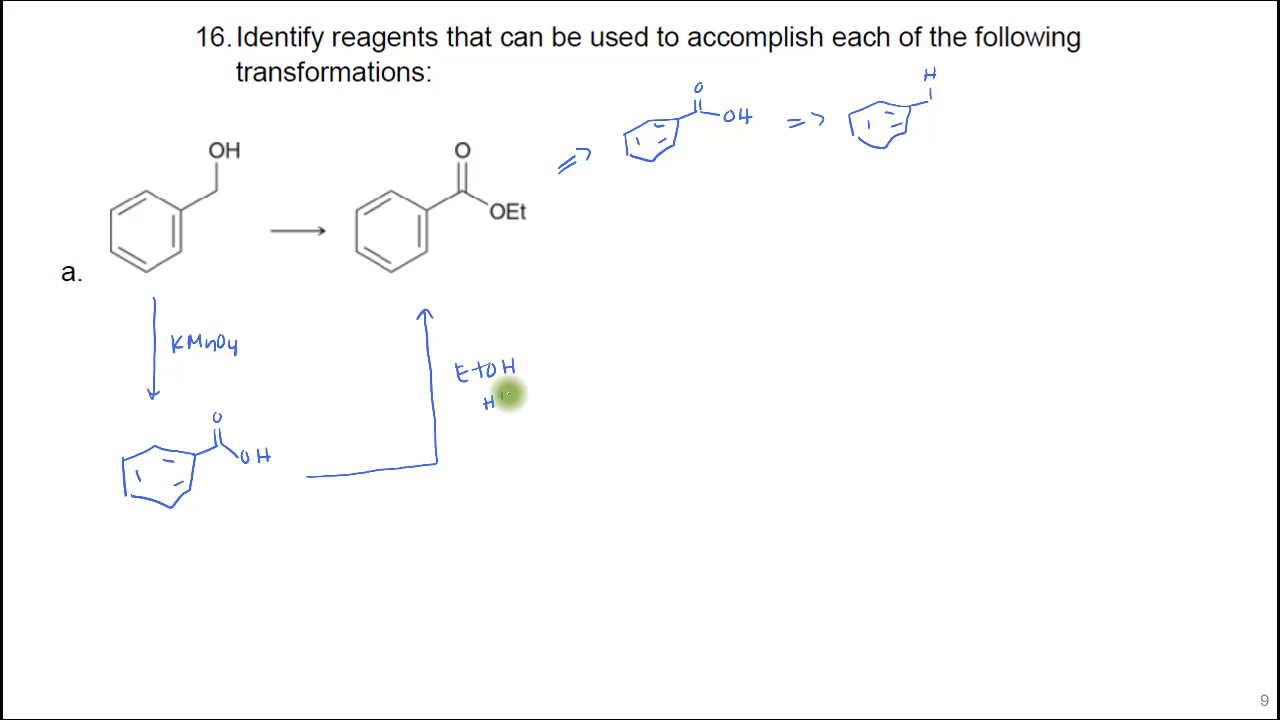 16. Identify reagents that can be used to accomplish each of the following
transformations:
H
O
OH
OH
O
OEt
a.
KMnO4
EtOH
H+
O
OH
9